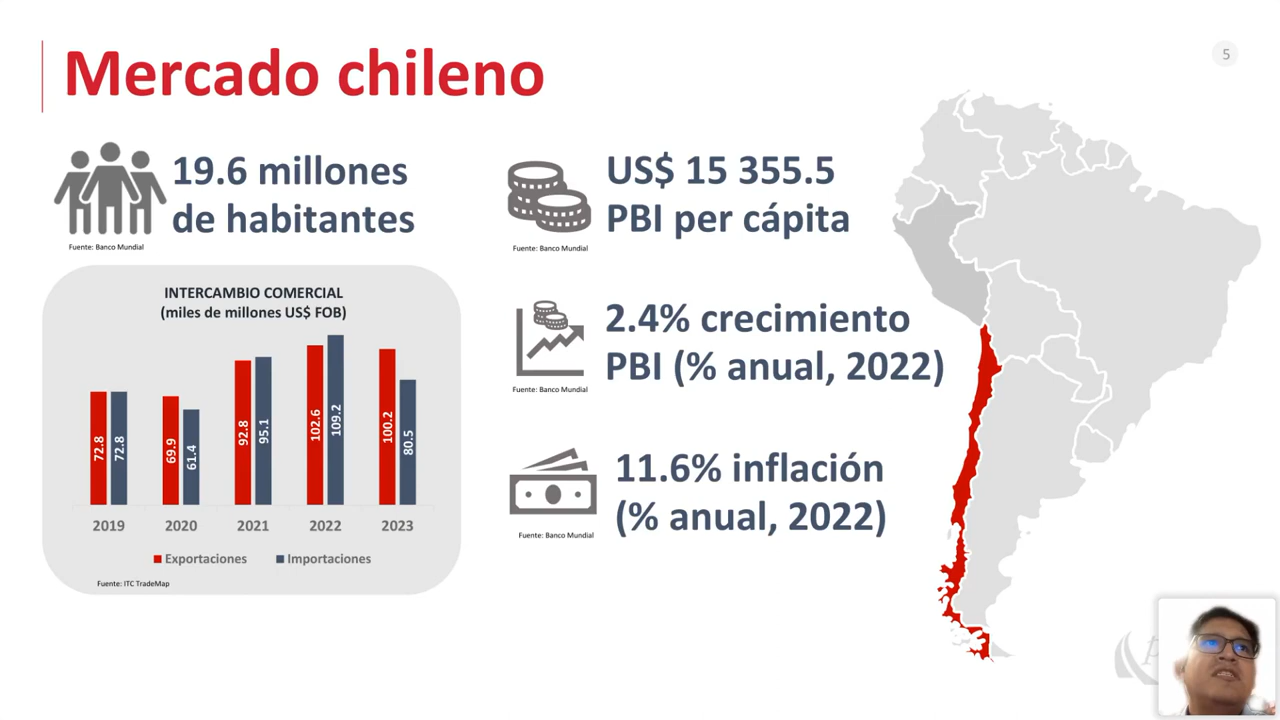 Mercado chileno
5
19.6 millones
de habitantes
Fuente: Banco Mundial
US$ 15 355.5
PBI per cápita
Fuente: Banco Mundial
INTERCAMBIO COMERCIAL
(miles de millones US$ FOB)
72.8
72.8
69.9
61.4
92.8
95.1
102.6
109.2
100.2
80.5
2019
2020
2021
2022
2023
Exportaciones
Importaciones
Fuente: ITC TradeMap
2.4% crecimiento
PBI (% anual, 2022)
Fuente: Banco Mundial
11.6% inflación
(% anual, 2022)
Fuente: Banco Mundial